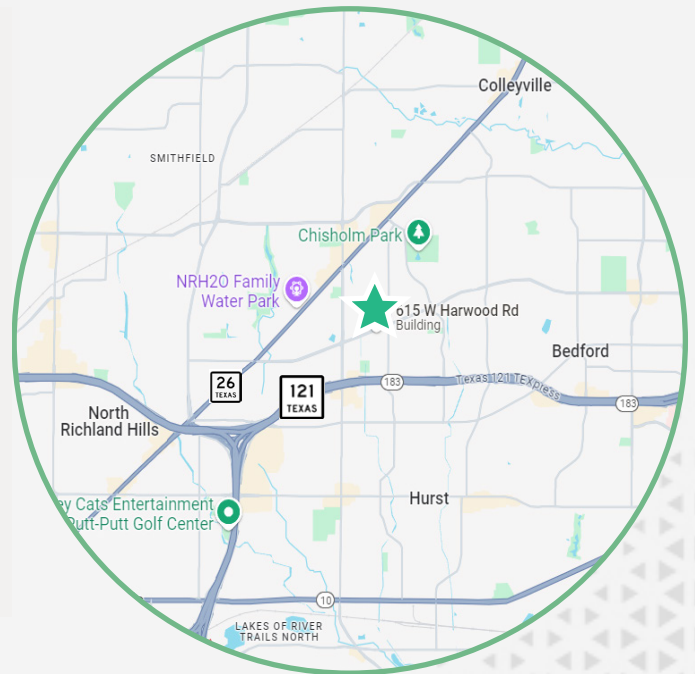 Colleyville
SMITHFIELD
Chisholm Park
NRH2O Family
Water Park
615 W Harwood Rd
Building
Bedford
26
TEXAS
121
TEXAS
183
Texas 121 TEXpress
183
North
Richland Hills
Hurst
Cats Entertainment
Putt-Putt Golf Center
10
LAKES OF RIVER
TRAILS NORTH